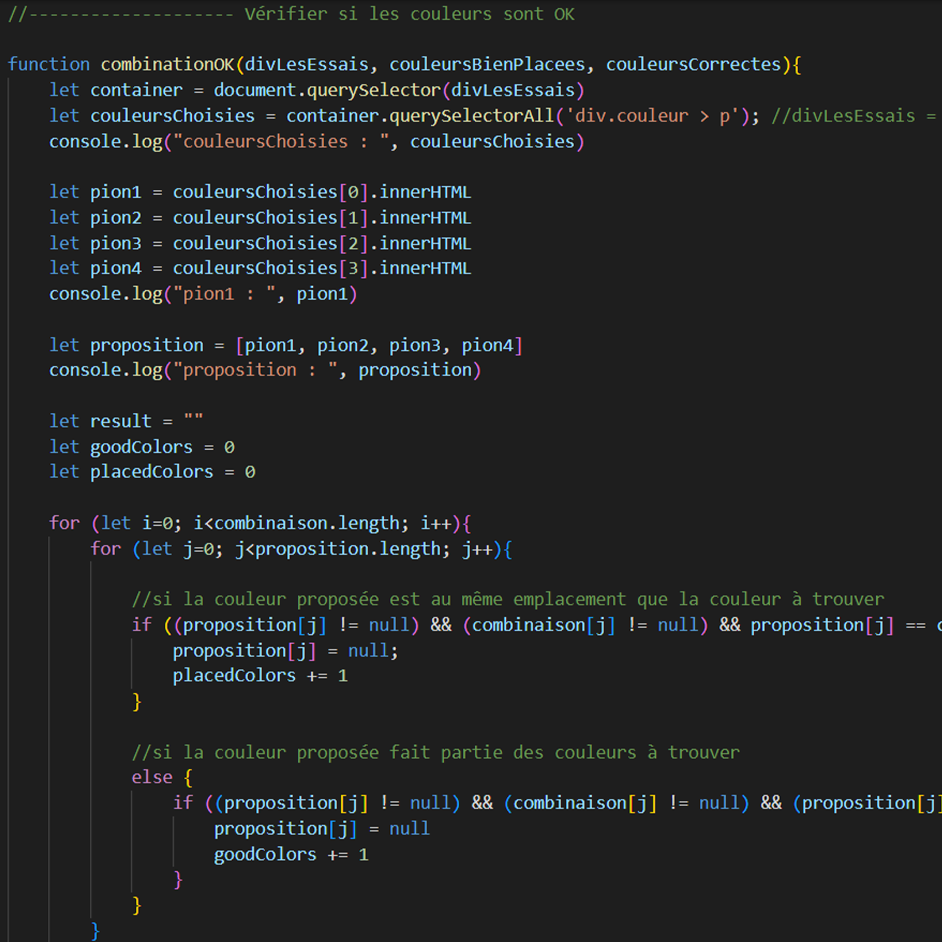 //-------------------- Vérifier si les couleurs sont OK
function combinationOK(divLesEssais, couleursBienPlacees, couleursCorrectes){
let container = document.querySelector(divLesEssais)
let couleursChoisies = container.querySelectorAll('div.couleur > p'); //divLesEssais =
console.log("couleursChoisies : ", couleursChoisies)
let pion1 = couleursChoisies[0].innerHTML
let pion2 = couleursChoisies[1].innerHTML
let pion3 = couleursChoisies[2].innerHTML
let pion4 = couleursChoisies[3].innerHTML
console.log("pion1 : ", pion1)
let proposition = [pion1, pion2, pion3, pion4]
console.log("proposition : ", proposition)
let result = ""
let goodColors = 0
let placedColors = 0
for (let i=0; i<combinaison.length; i++){
for (let j=0; j<proposition.length; j++){
//si la couleur proposée est au même emplacement que la couleur à trouver
if ((proposition[j] != null) && (combinaison[j] != null) && proposition[j] ==
proposition[j] = null;
placedColors += 1
}
//si la couleur proposée fait partie des couleurs à trouver
else {
if ((proposition[j] != null) && (combinaison[j] != null) && (proposition[j]
proposition[j] = null
goodColors += 1
}
}
}